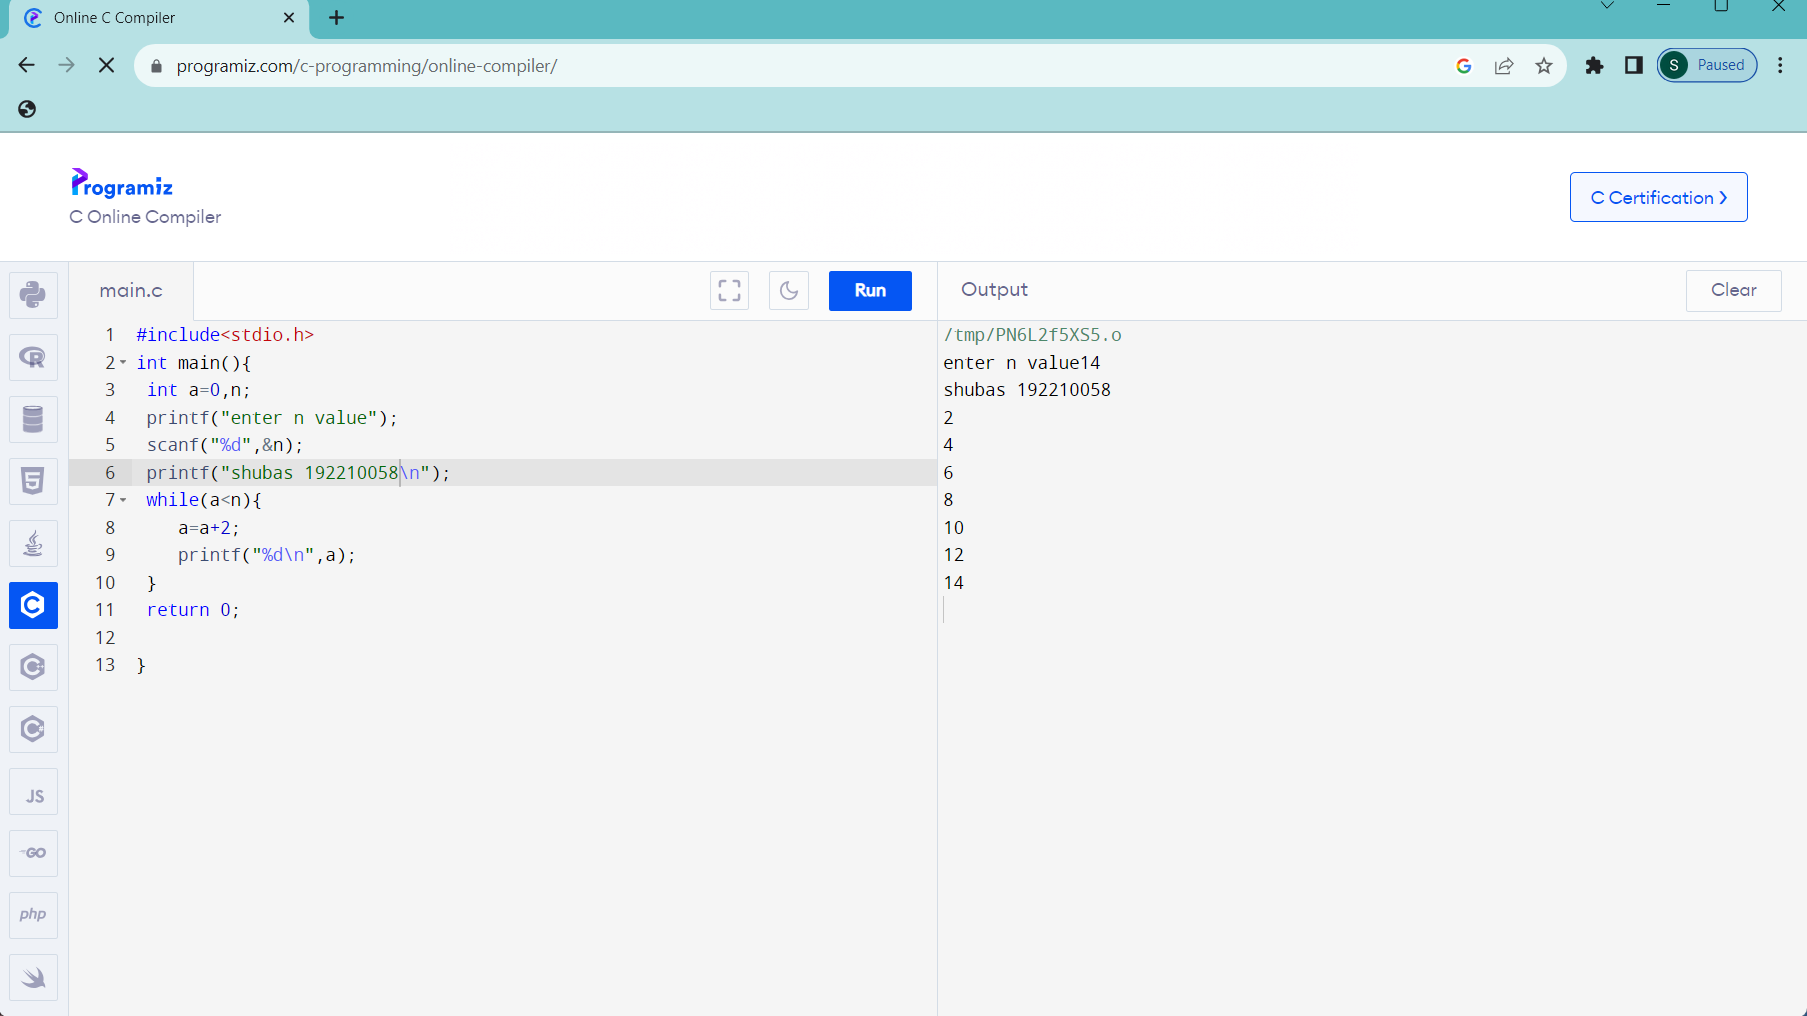 Online C Compiler
programiz.com/c-programming/online-compiler/
S Paused
Programiz
C Online Compiler
C Certification
main.c
Run
Output
Clear
1 #include<stdio.h>
2 int main(){
3 int a=0,n;
4 printf("enter n value");
5 scanf("%d",&n);
6 printf("shubas 192210058\n");
7 while(a<n){
8 a=a+2;
9 printf("%d\n",a);
10 }
11 return 0;
12
13 }
/tmp/PN6L2f5XS5.o
enter n value14
shubas 192210058
2
4
6
8
10
12
14
JS
GO
php